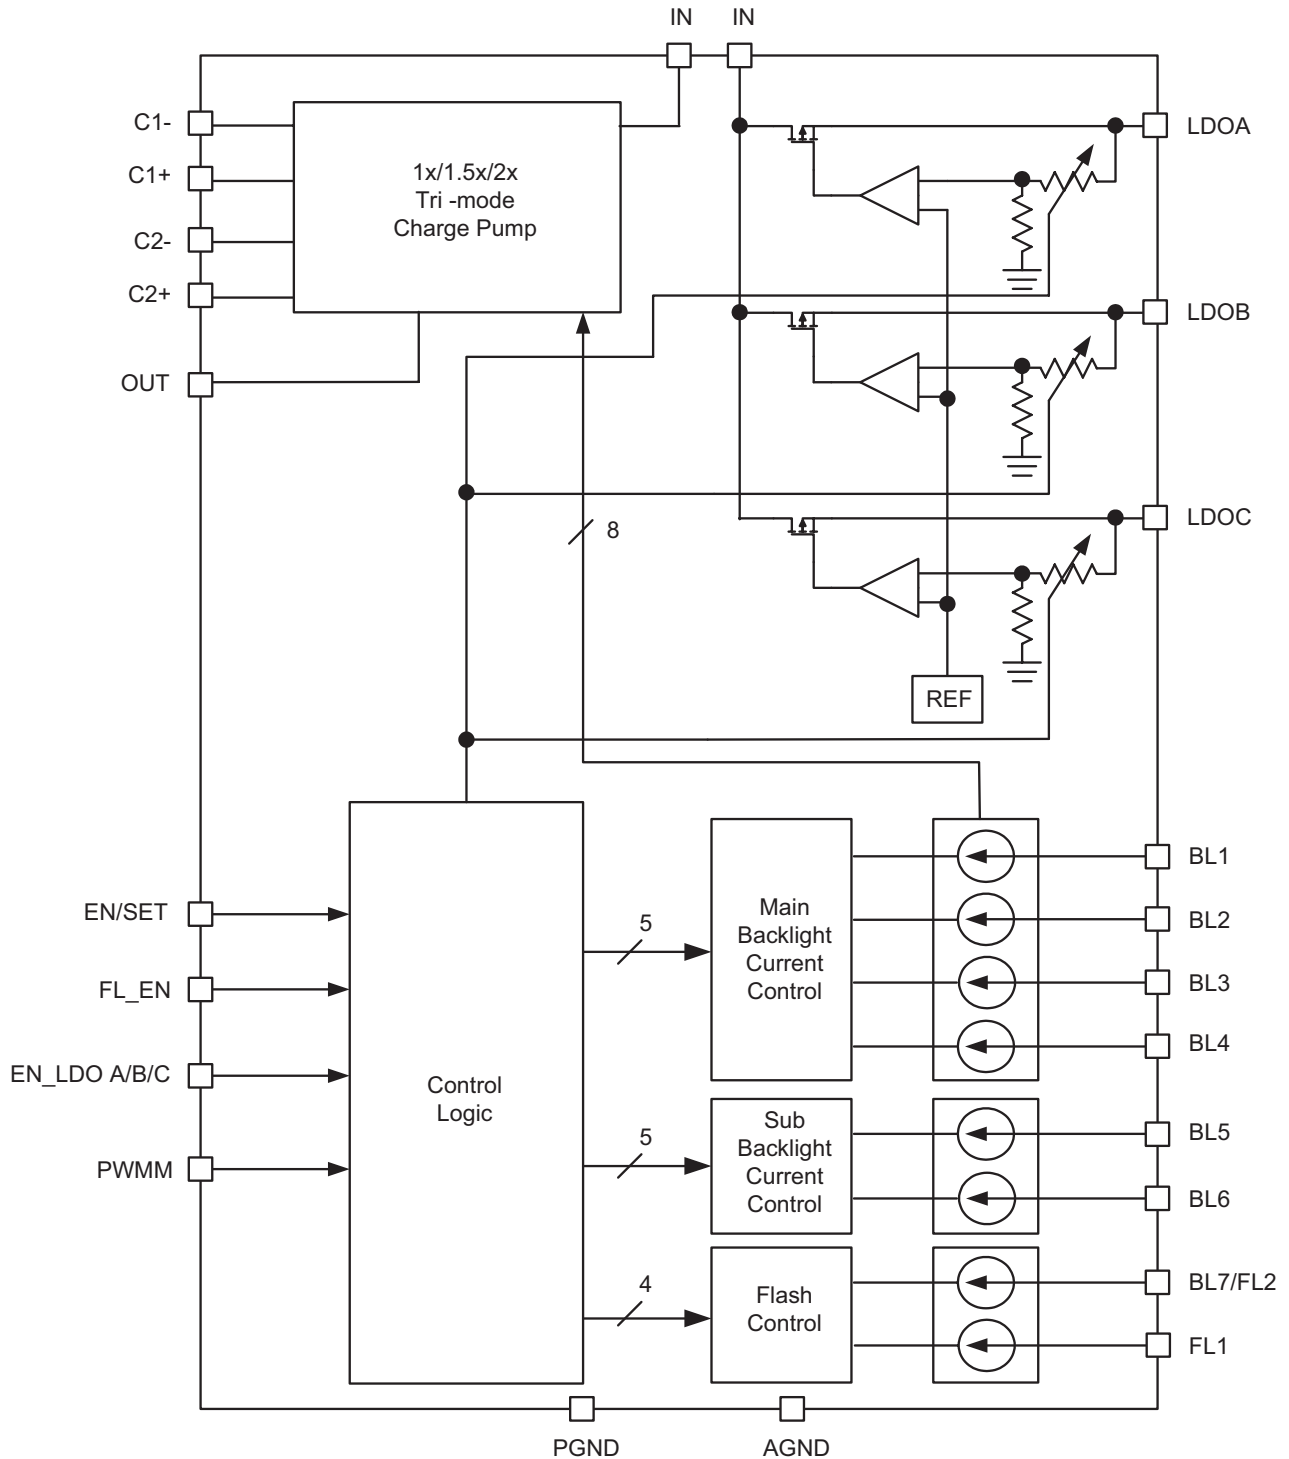 IN
IN
C1-
C1+
C2-
C2+
OUT
1x/1.5x/2x
Tri -mode
Charge Pump
LDOA
LDOB
LDOC
8
REF
EN/SET
FL_EN
EN_LDO A/B/C
PWMM
Control
Logic
5
5
4
Main
Backlight
Current
Control
Sub
Backlight
Current
Control
Flash
Control
BL1
BL2
BL3
BL4
BL5
BL6
BL7/FL2
FL1
PGND
AGND